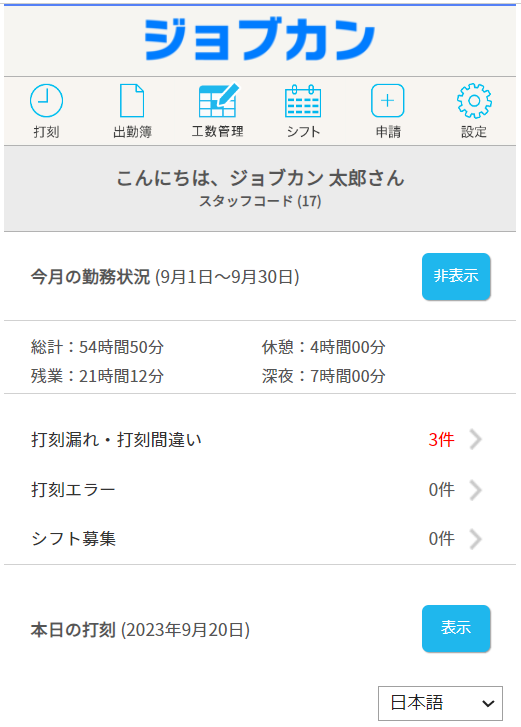 ジョブカン
打刻 出勤簿 工数管理 シフト 申請 設定
こんにちは、ジョブカン 太郎さん
スタッフコード (17)
今月の勤務状況 (9月1日～9月30日) 非表示
総計：54時間50分 休憩：4時間00分
残業：21時間12分 深夜：7時間00分
打刻漏れ・打刻間違い 3件
打刻エラー 0件
シフト募集 0件
本日の打刻 (2023年9月20日) 表示
日本語